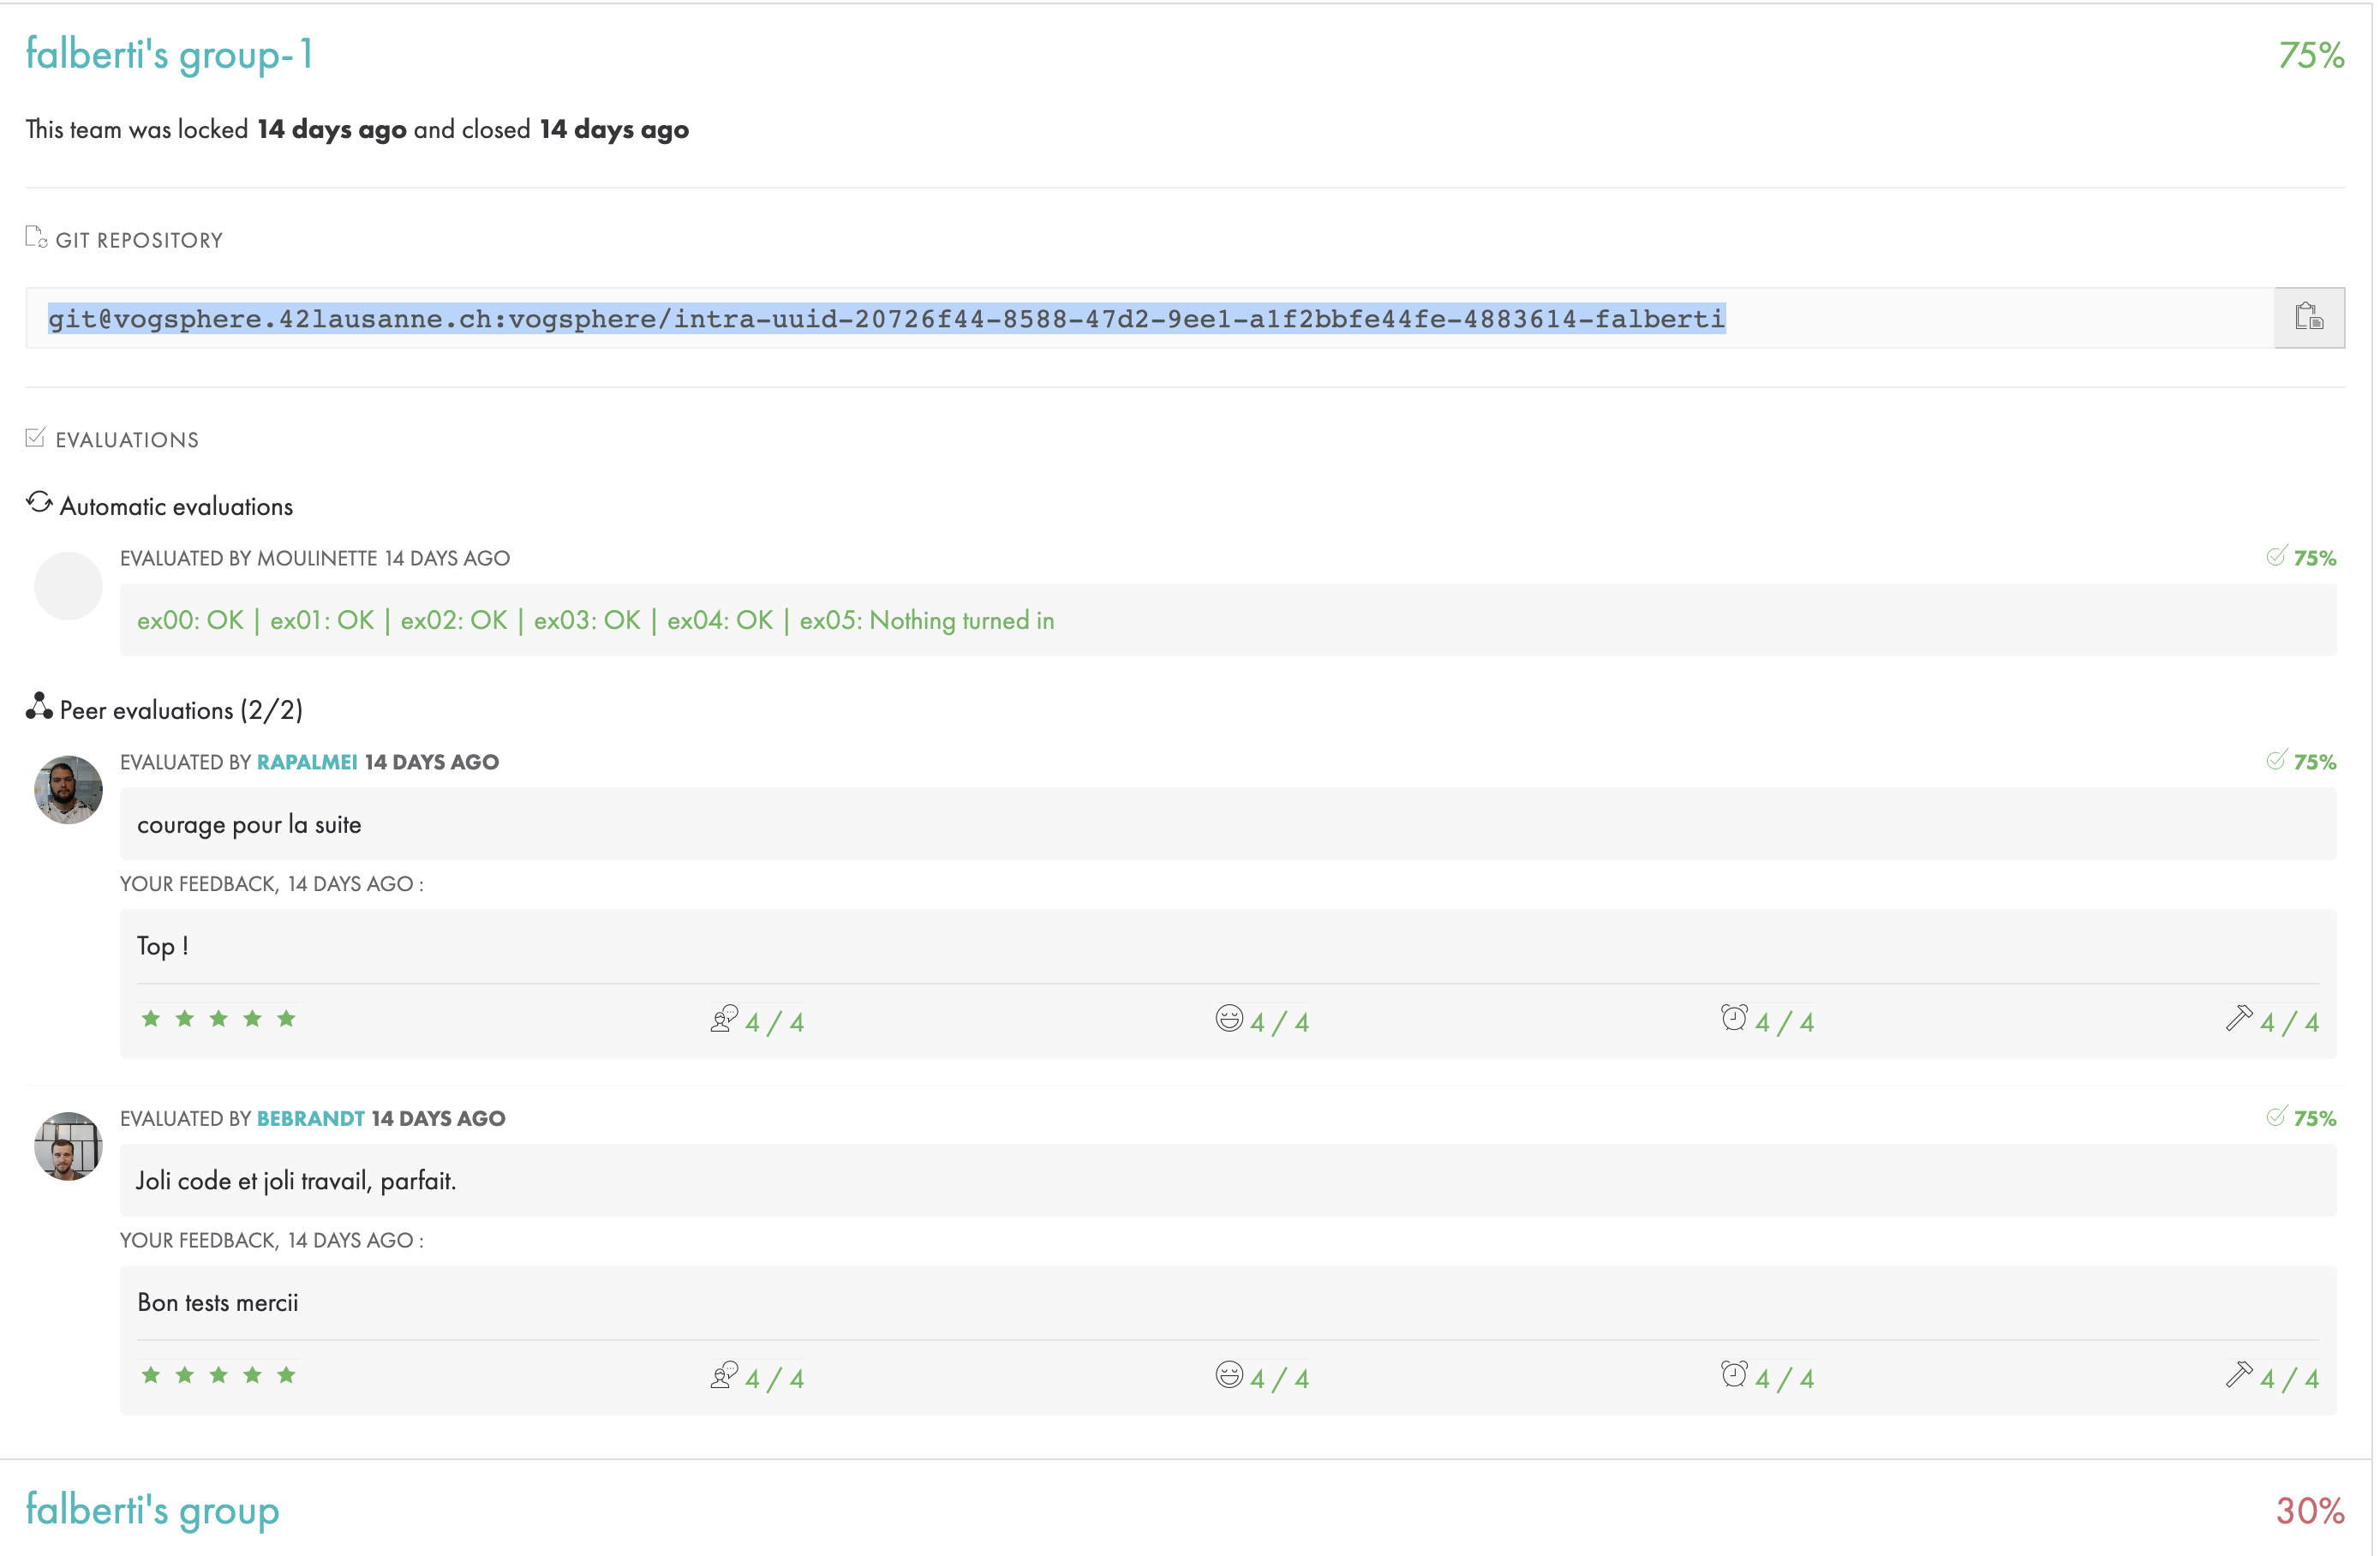 falberti's group-1
75%
This team was locked 14 days ago and closed 14 days ago
GIT REPOSITORY
git@vogsphere.42lausanne.ch:vogsphere/intra-uuid-20726f44-8588-47d2-9ee1-a1f2bbfe44fe-4883614-falberti
EVALUATIONS
Automatic evaluations
EVALUATED BY MOULINETTE 14 DAYS AGO
75%
ex00: OK | ex01: OK | ex02: OK | ex03: OK | ex04: OK | ex05: Nothing turned in
Peer evaluations (2/2)
EVALUATED BY RAPALMEI 14 DAYS AGO
75%
courage pour la suite
YOUR FEEDBACK, 14 DAYS AGO :
Top !
4 / 4
4 / 4
4 / 4
4 / 4
EVALUATED BY BEBRANDT 14 DAYS AGO
75%
Joli code et joli travail, parfait.
YOUR FEEDBACK, 14 DAYS AGO :
Bon tests mercii
4 / 4
4 / 4
4 / 4
4 / 4
falberti's group
30%